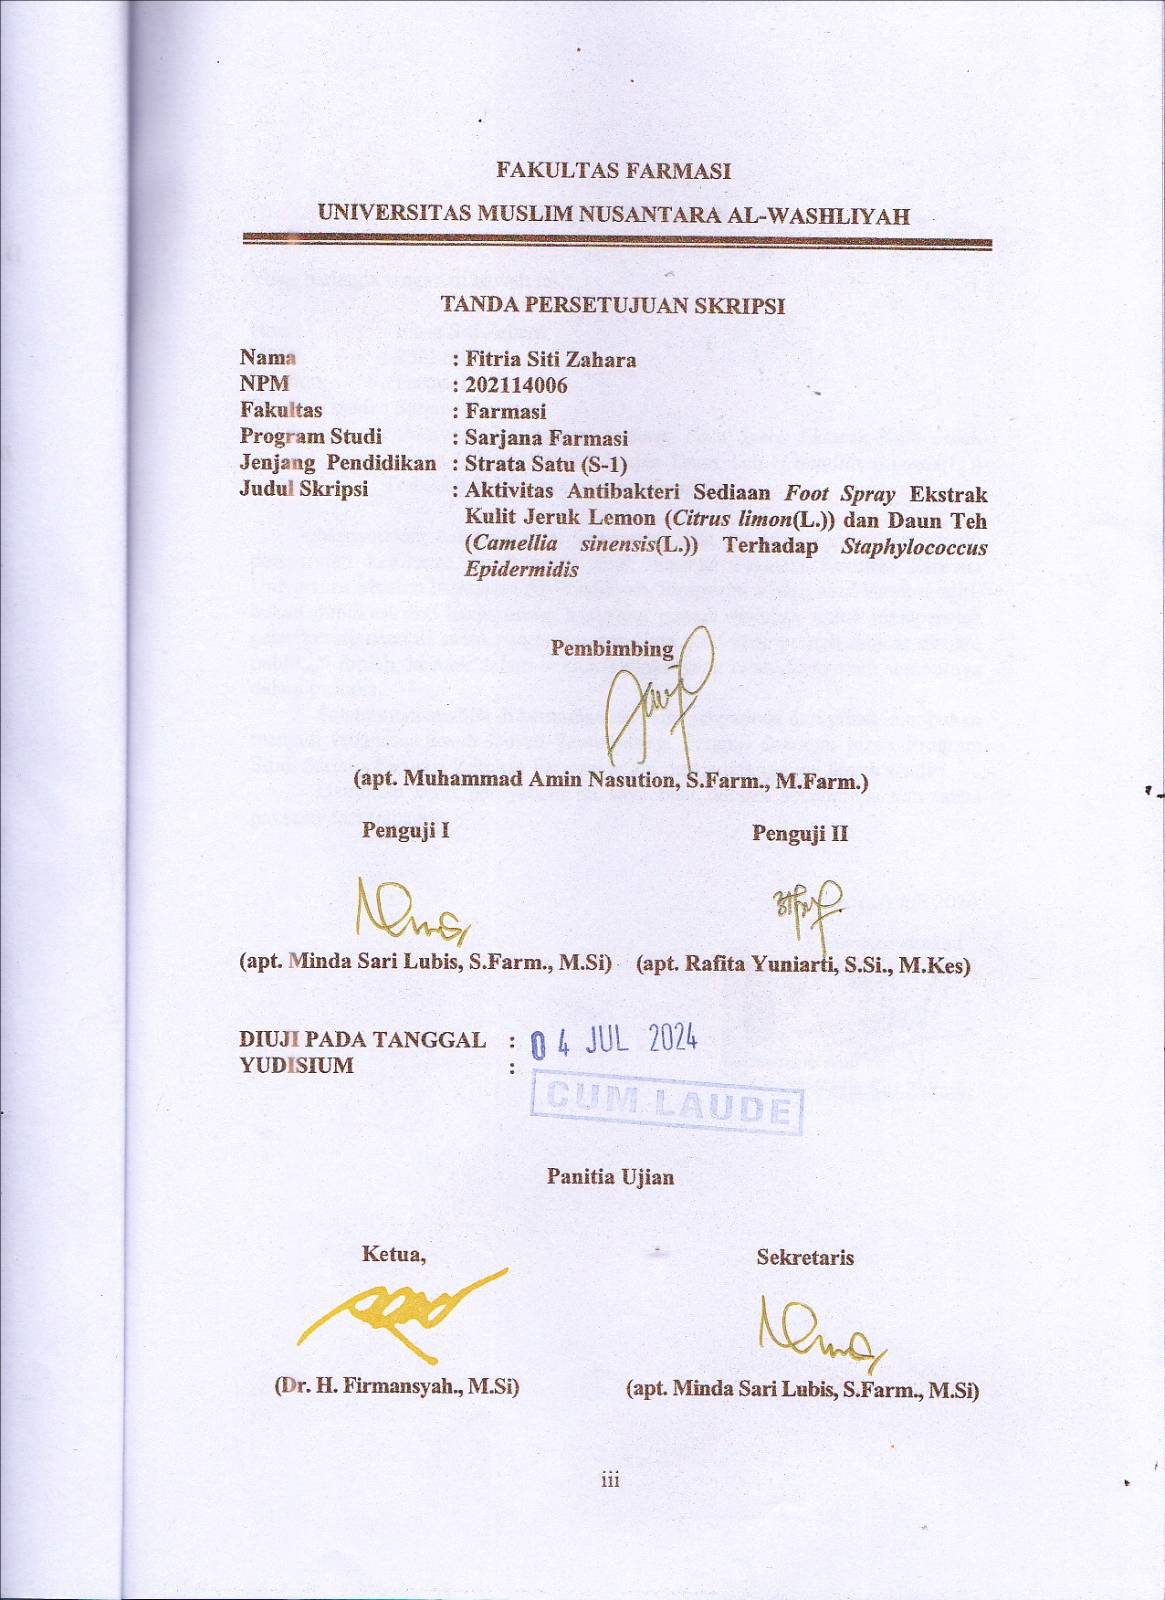 FAKULTAS FARMASI
UNIVERSITAS MUSLIM NUSANTARA AL-WASHLIYAH
TANDA PERSETUJUAN SKRIPSI
Nama : Fitria Siti Zahara
NPM : 202114006
Fakultas : Farmasi
Program Studi : Sarjana Farmasi
Jenjang Pendidikan : Strata Satu (S-1)
Judul Skripsi : Aktivitas Antibakteri Sediaan Foot Spray Ekstrak
Kulit Jeruk Lemon (Citrus limon(L.)) dan Daun Teh
(Camellia sinensis(L.)) Terhadap Staphylococcus
Epidermidis
Pembimbing
(apt. Muhammad Amin Nasution, S.Farm., M.Farm.)
Penguji I Penguji II
(apt. Minda Sari Lubis, S.Farm., M.Si) (apt. Rafita Yuniarti, S.Si., M.Kes)
DIUJI PADA TANGGAL : 04 JUL 2024
YUDISIUM :
CUM LAUDE
Panitia Ujian
Ketua, Sekretaris
(Dr. H. Firmansyah., M.Si) (apt. Minda Sari Lubis, S.Farm., M.Si)
iii